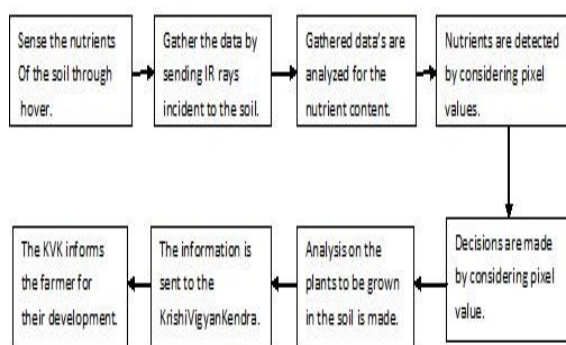 Sense the nutrients
Of the soil through
hover.
Gather the data by
sending IR rays
incident to the soil.
Gathered data's are
analyzed for the
nutrient content.
Nutrients are detected
by considering pixel
values.
Decisions are made
by considering pixel
value.
Analysis on the
plants to be grown
in the soil is made.
The information is
sent to the
KrishiVigyanKendra.
The KVK informs
the farmer for
their development.